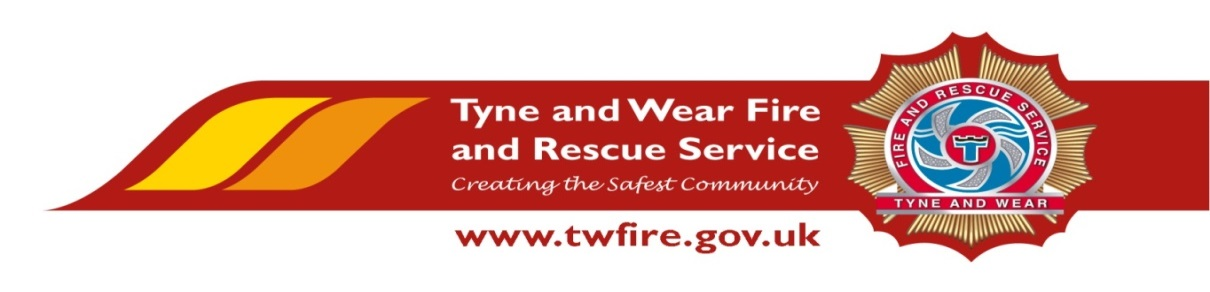 Tyne and Wear Fire
and Rescue Service
Creating the Safest Community
www.twfire.gov.uk
FIRE AND RESCUE SERVICE
T
TYNE AND WEAR